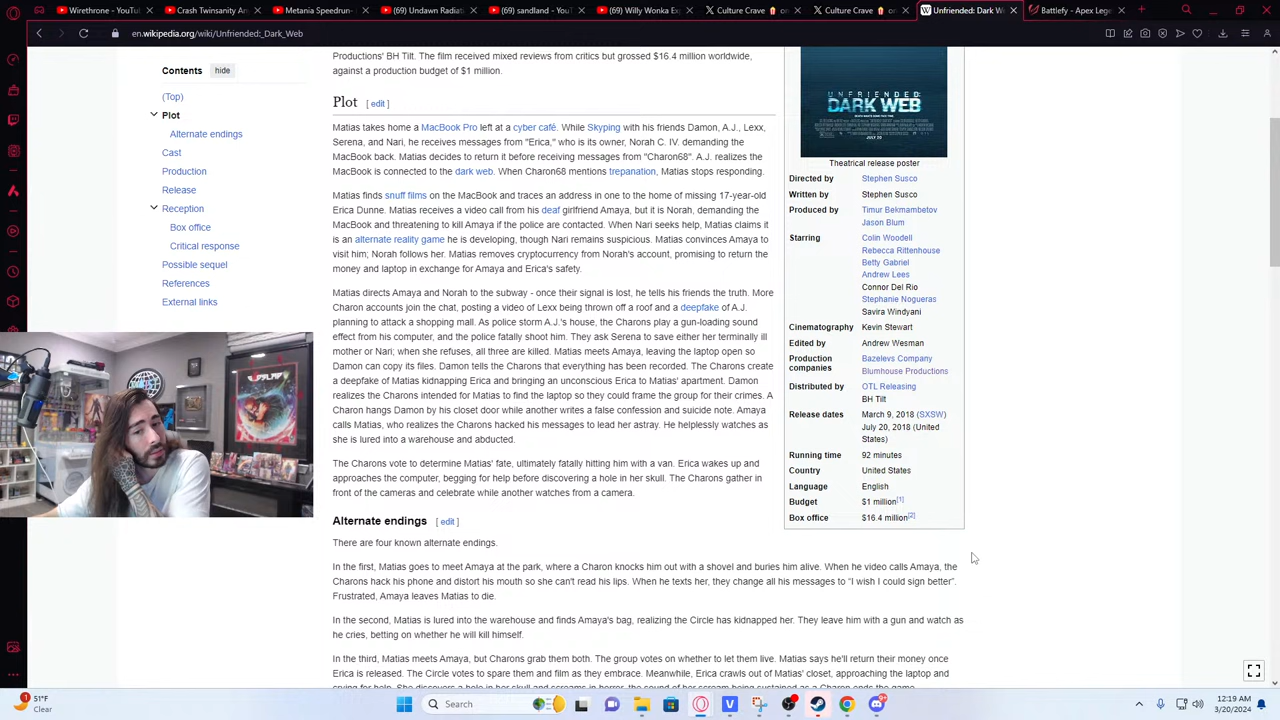 Wirethrone - YouTu
Crash Twinsanity An
Metania Speedrun-
(69) Undawn Radiat
(69) sandland - YouT
(69) Willy Wonka Ex
Culture Crave 🍿 on
Culture Crave 🍿 on
Unfriended: Dark We
Battlefy - Apex Lege
en.wikipedia.org/wiki/Unfriended:_Dark_Web
Contents hide
(Top)
Plot
Alternate endings
Cast
Production
Release
Reception
Box office
Critical response
Possible sequel
References
External links
Productions' BH Tilt. The film received mixed reviews from critics but grossed $16.4 million worldwide,
against a production budget of $1 million.
Plot [ edit ]
Matias takes home a MacBook Pro left at a cyber café. While Skyping with his friends Damon, A.J., Lexx,
Serena, and Nari, he receives messages from "Erica," who is its owner, Norah C. IV. demanding the
MacBook back. Matias decides to return it before receiving messages from "Charon68". A.J. realizes the
MacBook is connected to the dark web. When Charon68 mentions trepanation, Matias stops responding.
Matias finds snuff films on the MacBook and traces an address in one to the home of missing 17-year-old
Erica Dunne. Matias receives a video call from his deaf girlfriend Amaya, but it is Norah, demanding the
MacBook and threatening to kill Amaya if the police are contacted. When Nari seeks help, Matias claims it
is an alternate reality game he is developing, though Nari remains suspicious. Matias convinces Amaya to
visit him; Norah follows her. Matias removes cryptocurrency from Norah's account, promising to return the
money and laptop in exchange for Amaya and Erica's safety.
Matias directs Amaya and Norah to the subway - once their signal is lost, he tells his friends the truth. More
Charon accounts join the chat, posting a video of Lexx being thrown off a roof and a deepfake of A.J.
planning to attack a shopping mall. As police storm A.J.'s house, the Charons play a gun-loading sound
effect from his computer, and the police fatally shoot him. They ask Serena to save either her terminally ill
mother or Nari; when she refuses, all three are killed. Matias meets Amaya, leaving the laptop open so
Damon can copy its files. Damon tells the Charons that everything has been recorded. The Charons create
a deepfake of Matias kidnapping Erica and bringing an unconscious Erica to Matias' apartment. Damon
realizes the Charons intended for Matias to find the laptop so they could frame the group for their crimes. A
Charon hangs Damon by his closet door while another writes a false confession and suicide note. Amaya
calls Matias, who realizes the Charons hacked his messages to lead her astray. He helplessly watches as
she is lured into a warehouse and abducted.
The Charons vote to determine Matias' fate, ultimately fatally hitting him with a van. Erica wakes up and
approaches the computer, begging for help before discovering a hole in her skull. The Charons gather in
front of the cameras and celebrate while another watches from a camera.
Alternate endings [ edit ]
There are four known alternate endings.
In the first, Matias goes to meet Amaya at the park, where a Charon knocks him out with a shovel and buries him alive. When he video calls Amaya, the
Charons hack his phone and distort his mouth so she can't read his lips. When he texts her, they change all his messages to "I wish I could sign better".
Frustrated, Amaya leaves Matias to die.
In the second, Matias is lured into the warehouse and finds Amaya's bag, realizing the Circle has kidnapped her. They leave him with a gun and watch as
he cries, betting on whether he will kill himself.
In the third, Matias meets Amaya, but Charons grab them both. The group votes on whether to let them live. Matias says he'll return their money once
Erica is released. The Circle votes to spare them and film as they embrace. Meanwhile, Erica crawls out of Matias' closet, approaching the laptop and
UNFRIENDED:
DARK WEB
JULY 20
Theatrical release poster
Directed by Stephen Susco
Written by Stephen Susco
Produced by Timur Bekmambetov
Jason Blum
Starring Colin Woodell
Rebecca Rittenhouse
Betty Gabriel
Andrew Lees
Connor Del Rio
Stephanie Nogueras
Savira Windyani
Cinematography Kevin Stewart
Edited by Andrew Wesman
Production companies Bazelevs Company
Blumhouse Productions
Distributed by OTL Releasing
BH Tilt
Release dates March 9, 2018 (SXSW)
July 20, 2018 (United
States)
Running time 92 minutes
Country United States
Language English
Budget $1 million[1]
Box office $16.4 million[2]
51°F
Clear
Search
12:19 AM
3/20/2024